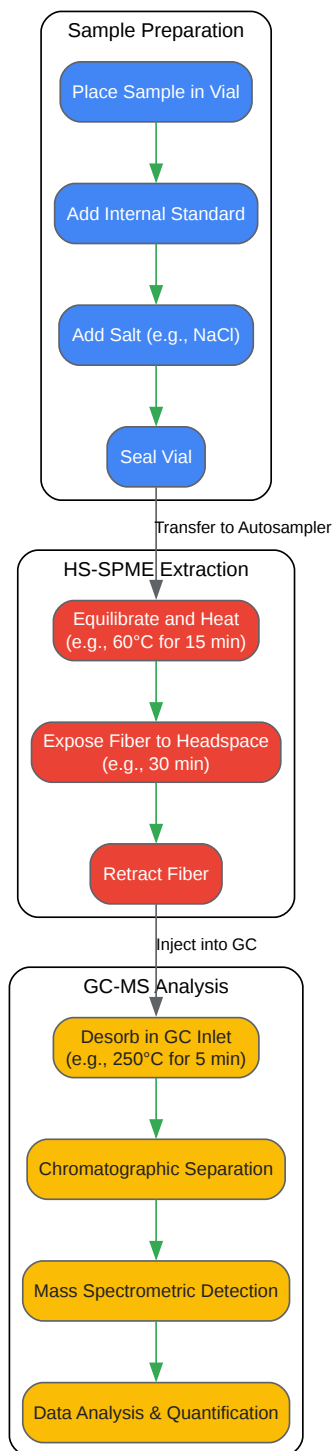 Sample Preparation
Place Sample in Vial
Add Internal Standard
Add Salt (e.g., NaCl)
Seal Vial
Transfer to Autosampler
HS-SPME Extraction
Equilibrate and Heat
(e.g., 60°C for 15 min)
Expose Fiber to Headspace
(e.g., 30 min)
Retract Fiber
Inject into GC
GC-MS Analysis
Desorb in GC Inlet
(e.g., 250°C for 5 min)
Chromatographic Separation
Mass Spectrometric Detection
Data Analysis & Quantification